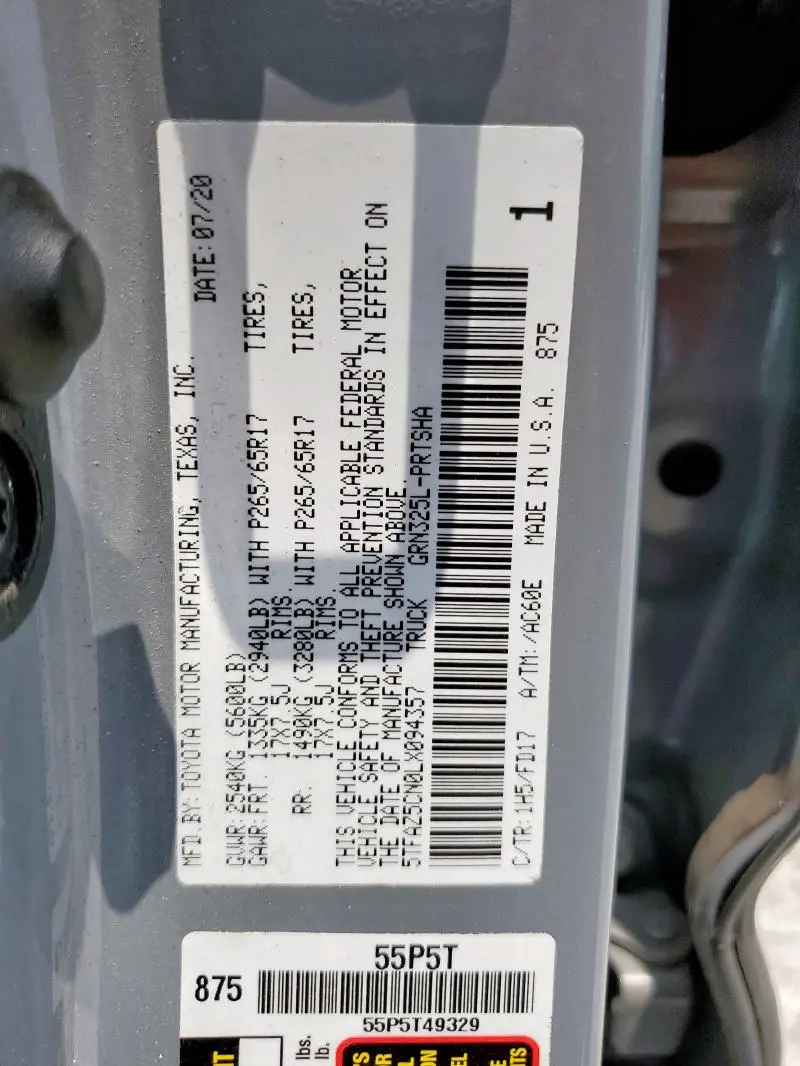 MFD.BY:TOYOTA MOTOR MANUFACTURING, TEXAS, INC.
DATE:07/20
GVWR:2540KG (5600LB)
GAWR:FRT. 1335KG (2940LB) WITH P265/65R17 TIRES,
17X7.5J RIMS.
RR. 1490KG (3280LB) WITH P265/65R17 TIRES,
17X7.5J RIMS.
THIS VEHICLE CONFORMS TO ALL APPLICABLE FEDERAL MOTOR
VEHICLE SAFETY AND THEFT PREVENTION STANDARDS IN EFFECT ON
THE DATE OF MANUFACTURE SHOWN ABOVE.
5TFAZ5CN0LX094357 TRUCK GRN325L-PRTSHA
1
C/TR:1H5/FD17 A/TM:/AC60E MADE IN U.S.A. 875
55P5T
875
55P5T49329
lbs.
lb.